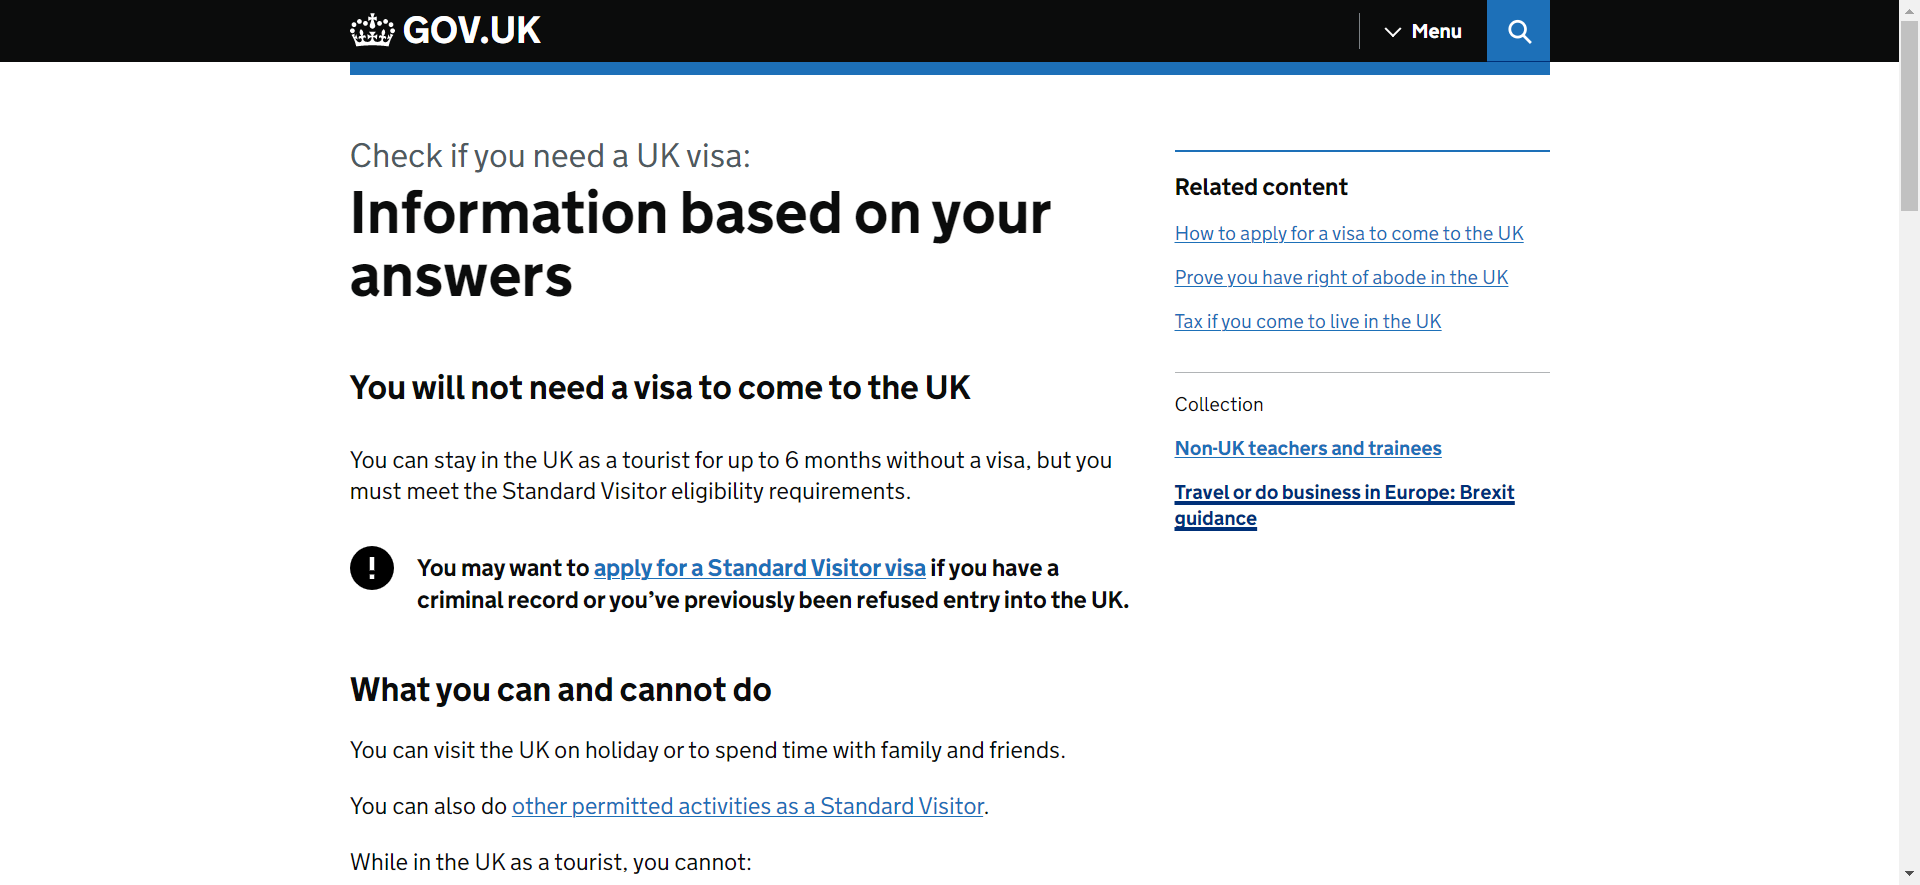 GOV.UK
Menu
Check if you need a UK visa:
Information based on your
answers
You will not need a visa to come to the UK
You can stay in the UK as a tourist for up to 6 months without a visa, but you
must meet the Standard Visitor eligibility requirements.
! You may want to apply for a Standard Visitor visa if you have a
criminal record or you’ve previously been refused entry into the UK.
What you can and cannot do
You can visit the UK on holiday or to spend time with family and friends.
You can also do other permitted activities as a Standard Visitor.
While in the UK as a tourist, you cannot:
Related content
How to apply for a visa to come to the UK
Prove you have right of abode in the UK
Tax if you come to live in the UK
Collection
Non-UK teachers and trainees
Travel or do business in Europe: Brexit
guidance